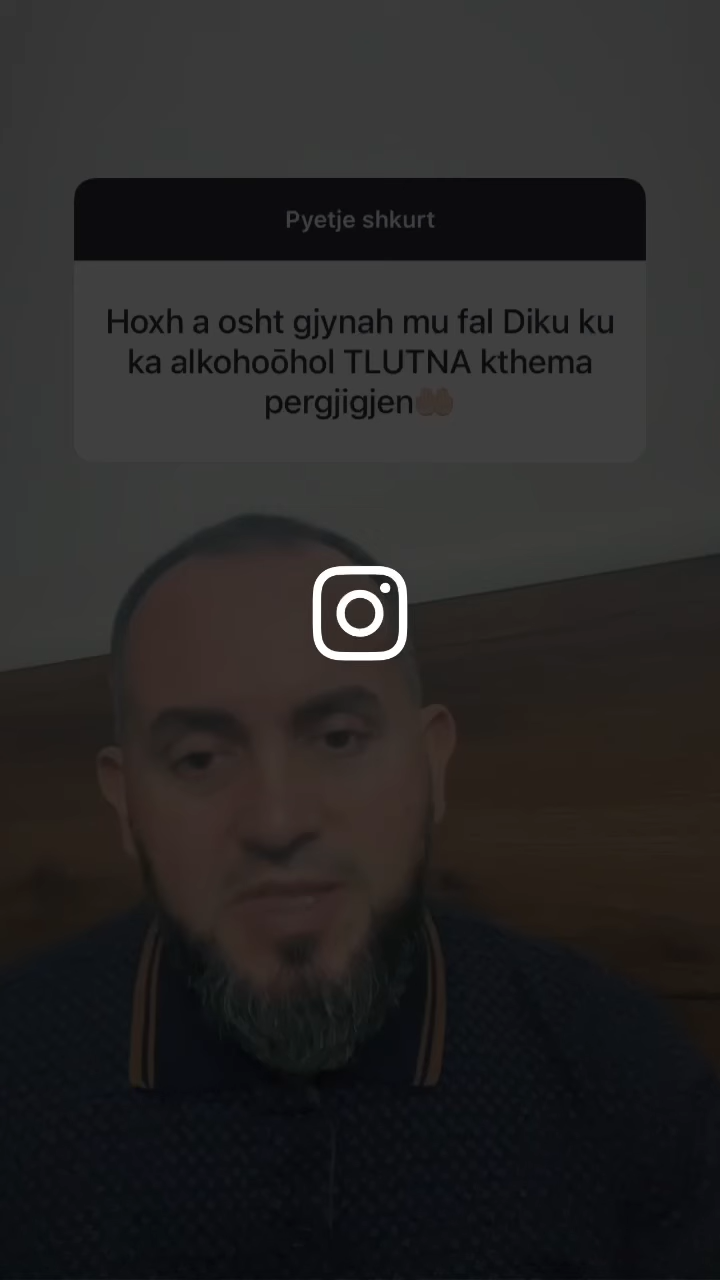 Pyetje shkurt
Hoxh a osht gjynah mu fal Diku ku
ka alkohoōhol TLUTNA kthema
pergjigjen🤲🏻